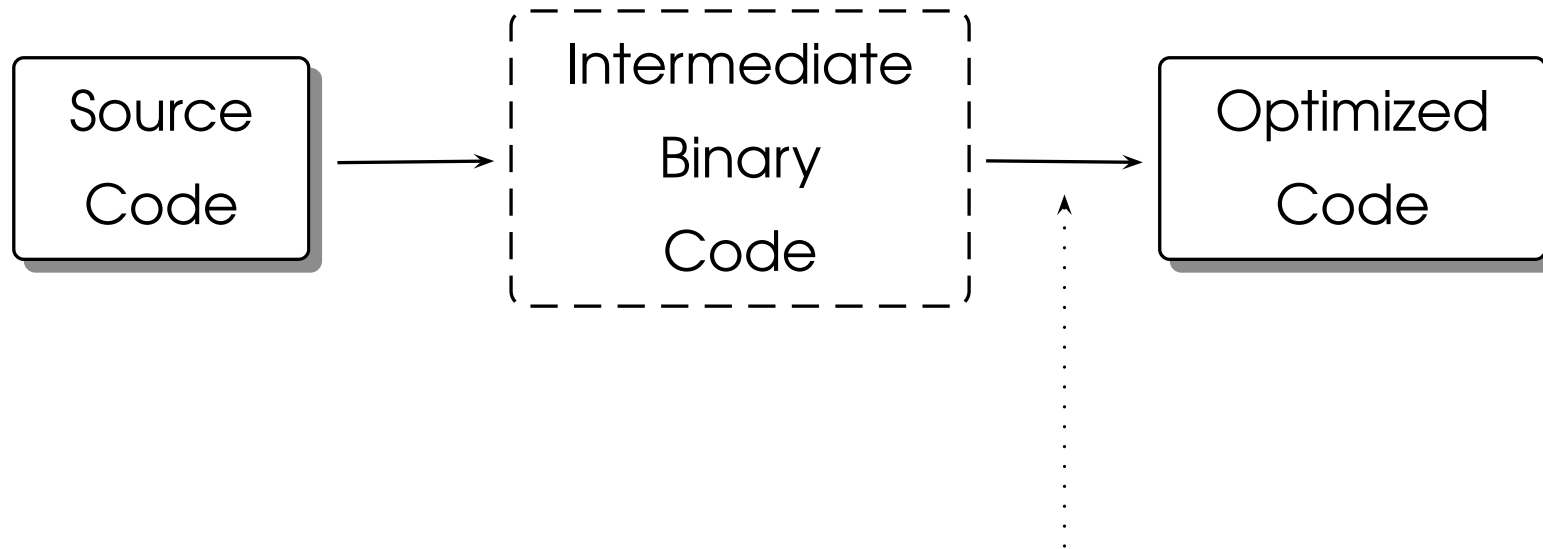 Source
Code
Intermediate
Binary
Code
Optimized
Code